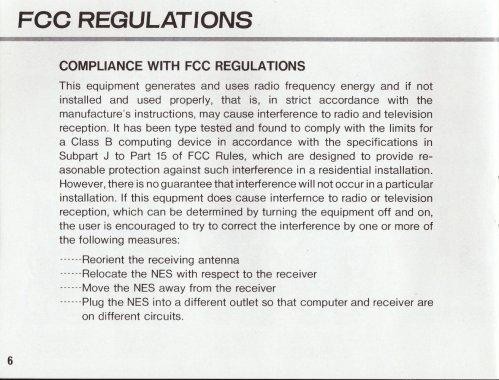 FCC REGULATIONS
COMPLIANCE WITH FCC REGULATIONS
This equipment generates and uses radio frequency energy and if not
installed and used properly, that is, in strict accordance with the
manufacture's instructions, may cause interference to radio and television
reception. It has been type tested and found to comply with the limits for
a Class B computing device in accordance with the specifications in
Subpart J to Part 15 of FCC Rules, which are designed to provide re-
asonable protection against such interference in a residential installation.
However, there is no guarantee that interference will not occur in a particular
installation. If this equpment does cause interfernce to radio or television
reception, which can be determined by turning the equipment off and on,
the user is encouraged to try to correct the interference by one or more of
the following measures:
······Reorient the receiving antenna
······Relocate the NES with respect to the receiver
······Move the NES away from the receiver
······Plug the NES into a different outlet so that computer and receiver are
on different circuits.
6